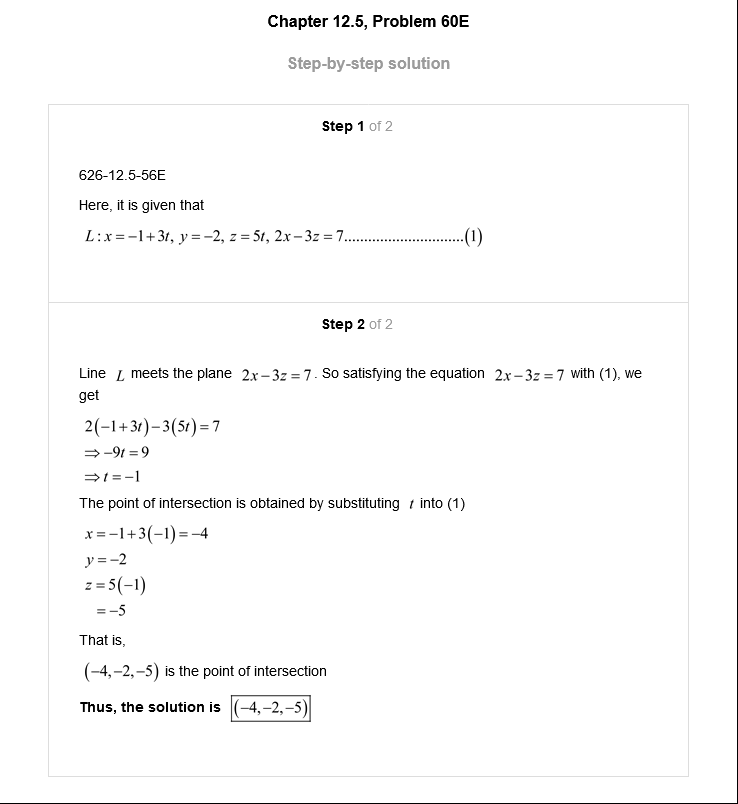 Chapter 12.5, Problem 60E
Step-by-step solution
Step 1 of 2
626-12.5-56E
Here, it is given that
L : x = −1+3t, y = −2, z = 5t, 2x−3z = 7..............................(1)
Step 2 of 2
Line L meets the plane 2x−3z = 7. So satisfying the equation 2x−3z = 7 with (1), we
get
2(−1+3t)−3(5t) = 7
⇒ −9t = 9
⇒ t = −1
The point of intersection is obtained by substituting t into (1)
x = −1+3(−1) = −4
y = −2
z = 5(−1)
= −5
That is,
(−4,−2,−5) is the point of intersection
Thus, the solution is (−4,−2,−5)